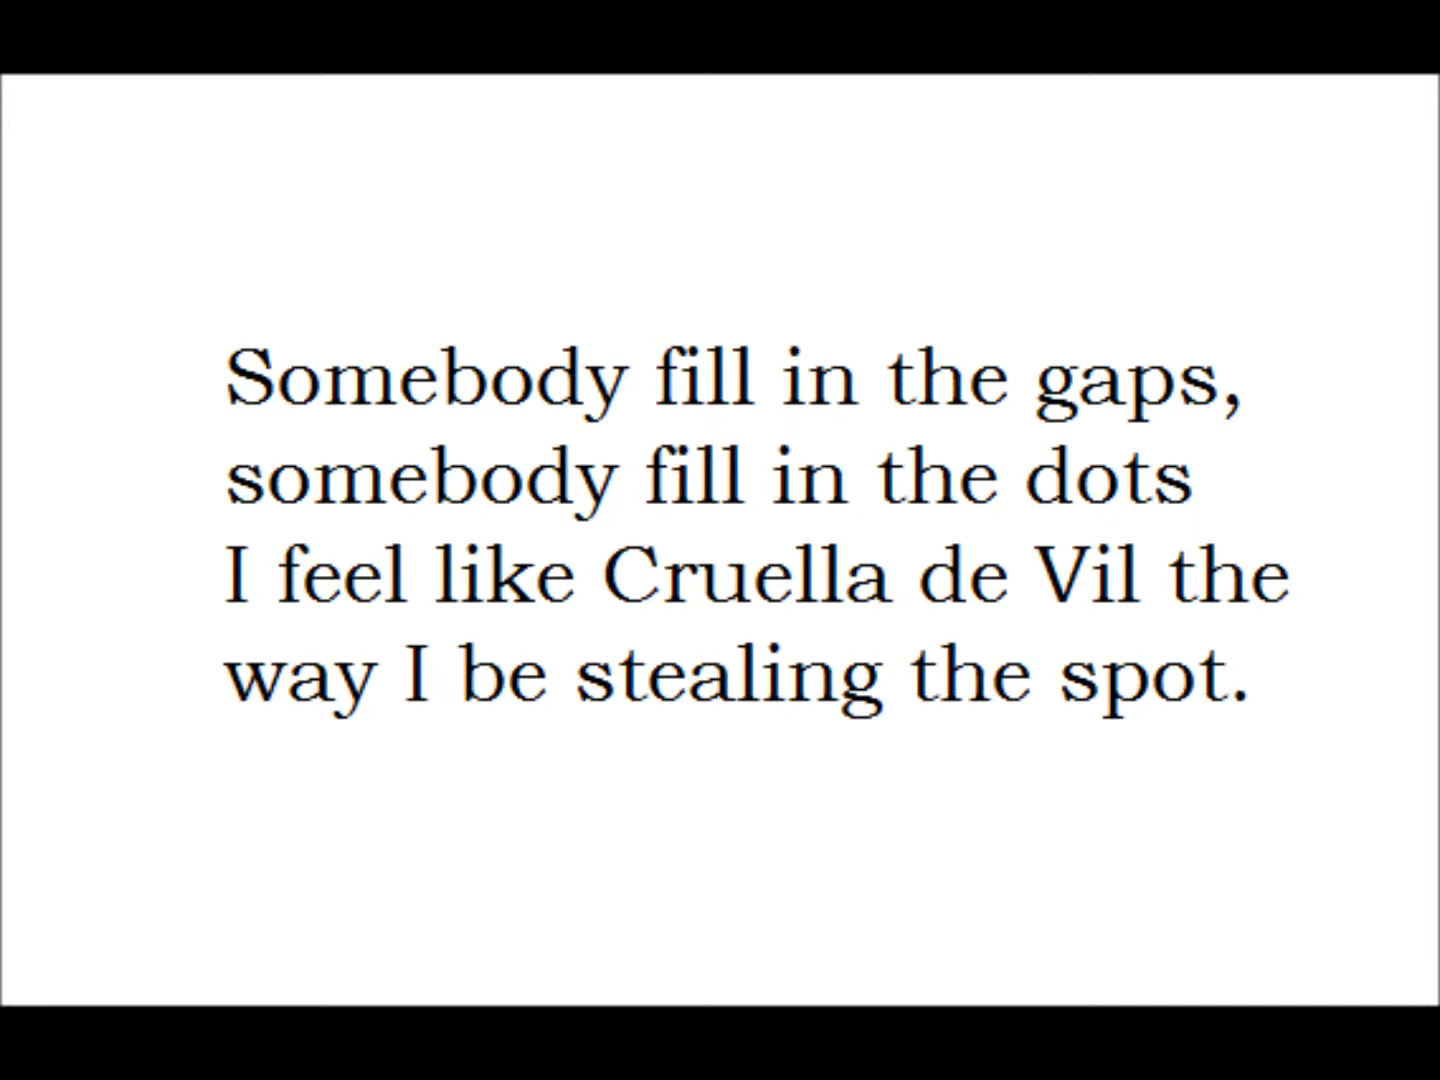 Somebody fill in the gaps,
somebody fill in the dots
I feel like Cruella de Vil the
way I be stealing the spot.